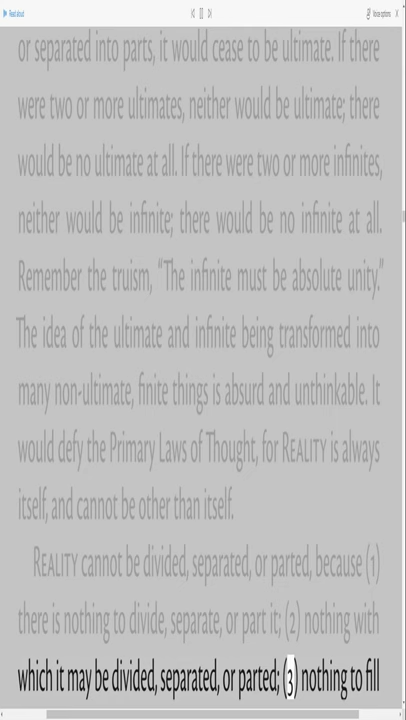 Read aloud
Voice options
or separated into parts, it would cease to be ultimate. If there
were two or more ultimates, neither would be ultimate; there
would be no ultimate at all. If there were two or more infinites,
neither would be infinite; there would be no infinite at all.
Remember the truism, “The infinite must be absolute unity.”
The idea of the ultimate and infinite being transformed into
many non-ultimate, finite things is absurd and unthinkable. It
would defy the Primary Laws of Thought, for REALITY is always
itself, and cannot be other than itself.
REALITY cannot be divided, separated, or parted, because (1)
there is nothing to divide, separate, or part it; (2) nothing with
which it may be divided, separated, or parted; (3) nothing to fill